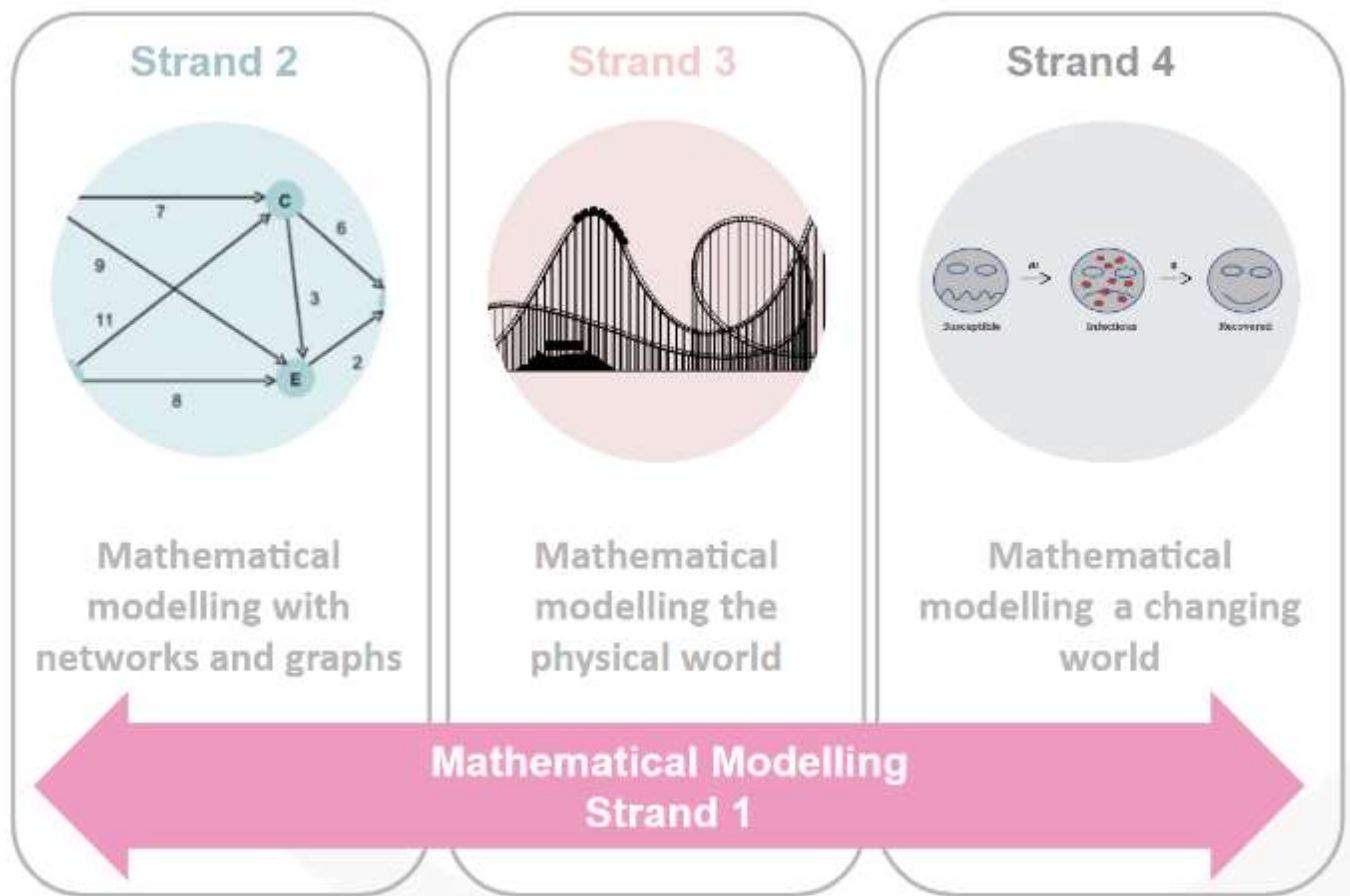 Strand 2
7
C
6
9
3
11
E
2
8
Mathematical
modelling with
networks and graphs
Strand 3
Mathematical
modelling the
physical world
Strand 4
Susceptible
Infectious
Recovered
Mathematical
modelling a changing
world
Mathematical Modelling
Strand 1